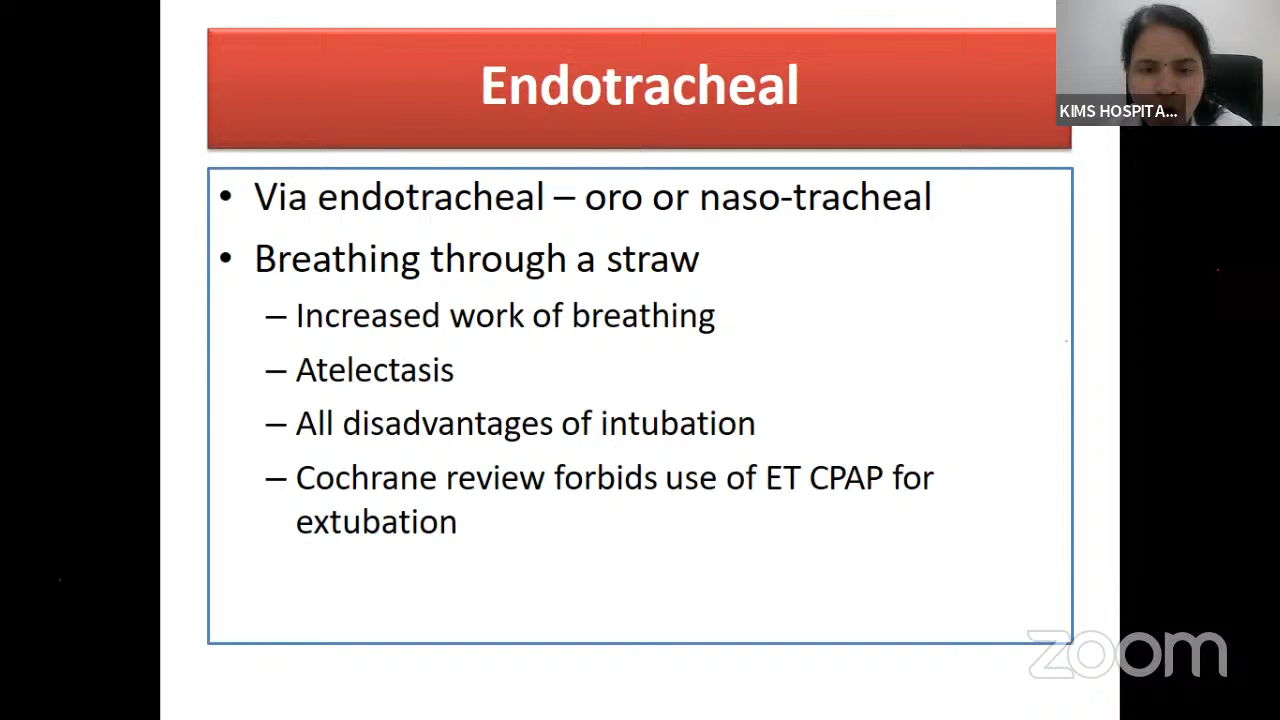 Endotracheal
KIMS HOSPITA...
• Via endotracheal – oro or naso-tracheal
• Breathing through a straw
– Increased work of breathing
– Atelectasis
– All disadvantages of intubation
– Cochrane review forbids use of ET CPAP for
extubation
zoom